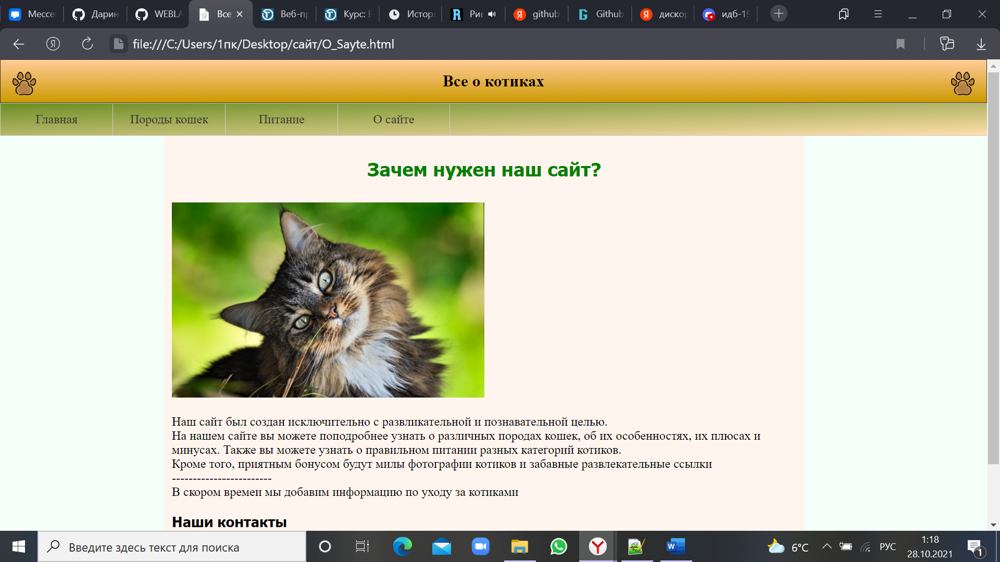 Мессе
Дарин
WEBLA
Все
Веб-пр
Курс: В
Истор
Рив
github
Github
диско
идб-19
file:///C:/Users/1пк/Desktop/сайт/O_Sayte.html
Все о котиках
Главная
Породы кошек
Питание
О сайте
Зачем нужен наш сайт?
Наш сайт был создан исключительно с развликательной и познавательной целью.
На нашем сайте вы можете поподробнее узнать о различных породах кошек, об их особенностях, их плюсах и
минусах. Также вы можете узнать о правильном питании разных категорий котиков.
Кроме того, приятным бонусом будут милы фотографии котиков и забавные развлекательные ссылки
------------------------
В скором времеи мы добавим информацию по уходу за котиками
Наши контакты
Введите здесь текст для поиска
6°C
РУС
1:18
28.10.2021
1